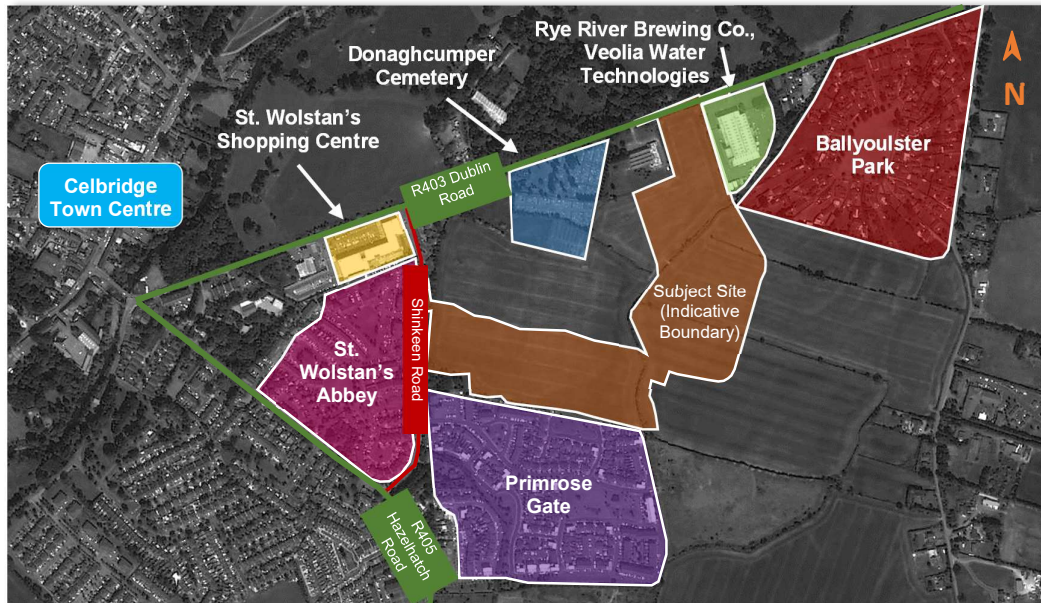 Rye River Brewing Co.,
Veolia Water
Technologies
Donaghcumper
Cemetery
N
St. Wolstan's
Shopping Centre
Ballyoulster
Park
Celbridge
Town Centre
R403 Dublin
Road
Subject Site
(Indicative
Boundary)
Shinkeen Road
St.
Wolstan's
Abbey
Primrose
Gate
R405
Hazelhatch
Road